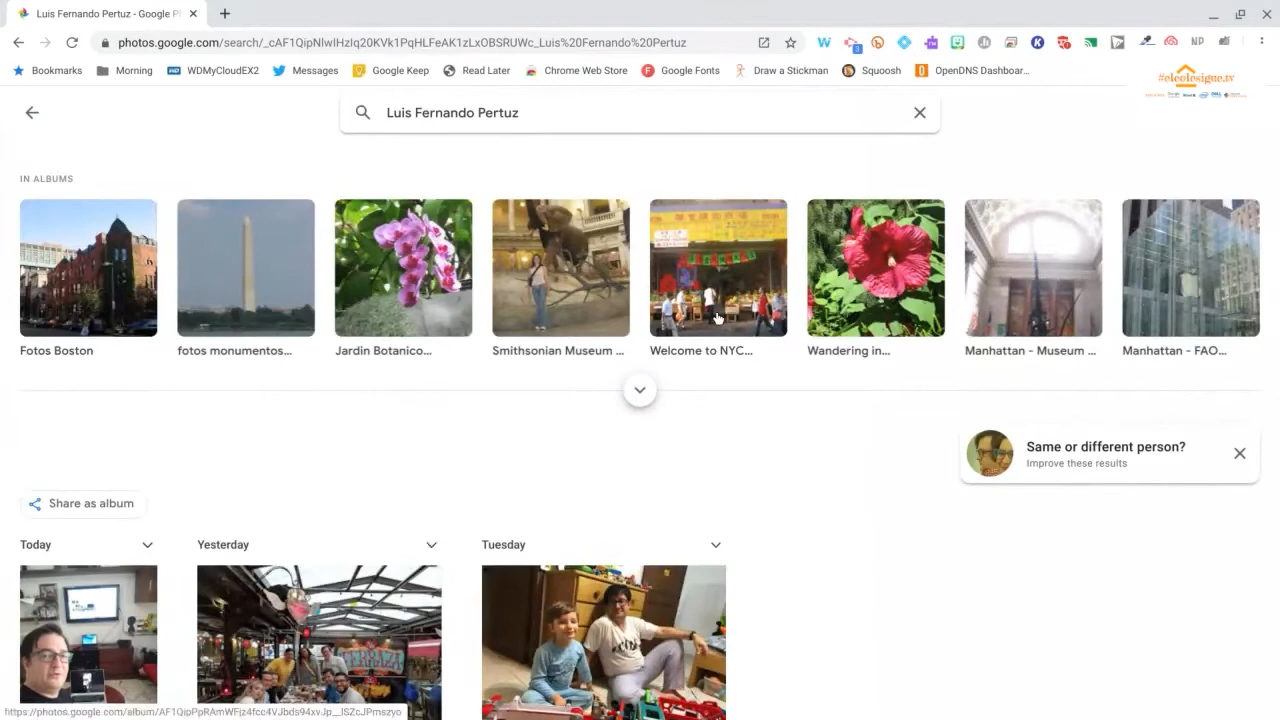 Luis Fernando Pertuz - Google P
photos.google.com/search/_cAF1QipNlwIHzIq20KVk1PqHLFeAK1zLxOBSRUWc_Luis%20Fernando%20Pertuz
3
NP
Bookmarks Morning WDMyCloudEX2 Messages Google Keep Read Later Chrome Web Store Google Fonts Draw a Stickman Squoosh OpenDNS Dashboar...
#elcolesigue.tv
Luis Fernando Pertuz
IN ALBUMS
Fotos Boston
fotos monumentos...
Jardin Botanico...
Smithsonian Museum ...
Welcome to NYC...
Wandering in...
Manhattan - Museum ...
Manhattan - FAO...
Same or different person?
Improve these results
Share as album
Today
Yesterday
Tuesday
https://photos.google.com/album/AF1QipPpRAmWFjz4fcc4VJbds94xvJp__ISZcJPmszyo